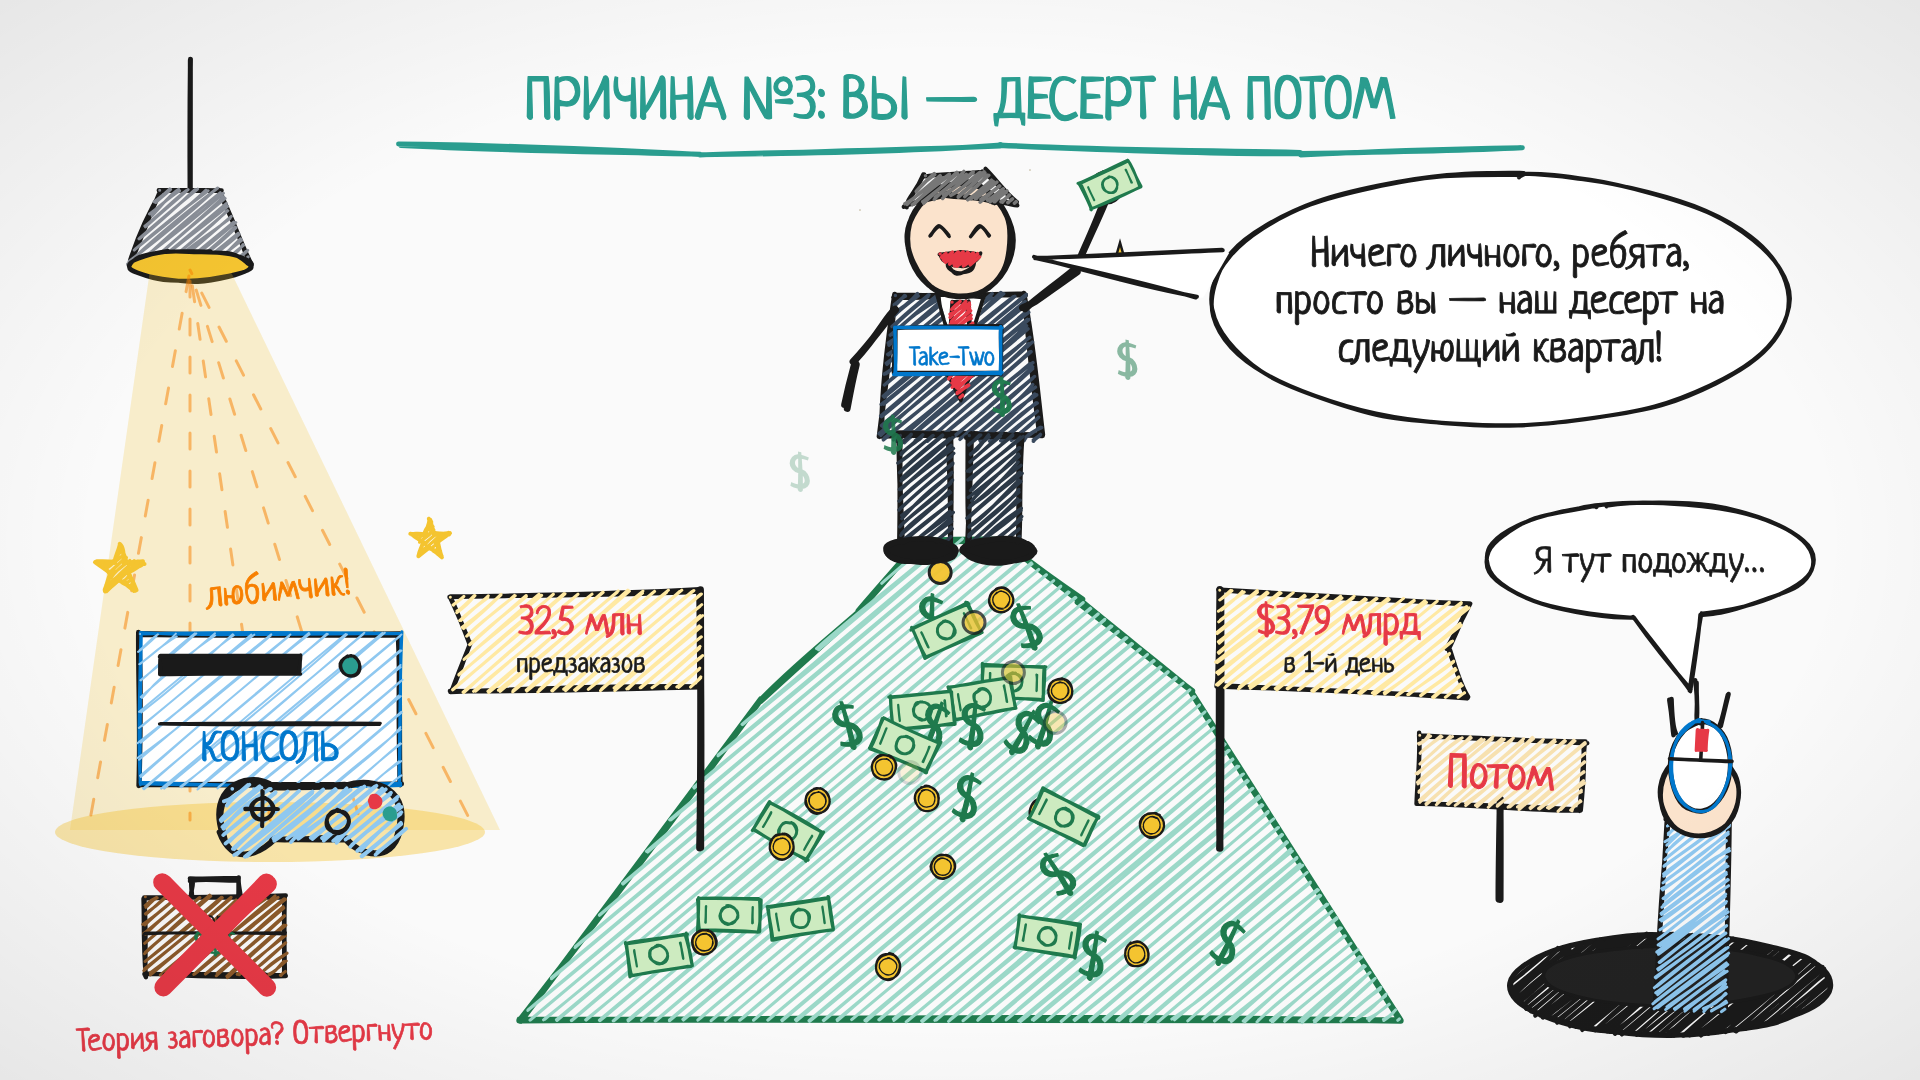 ПРИЧИНА №3: ВЫ — ДЕСЕРТ НА ПОТОМ
Ничего личного, ребята,
просто вы — наш десерт на
следующий квартал!
Take-Two
Я тут подожду...
любимчик!
32,5 млн
предзаказов
$3,79 млрд
в 1-й день
КОНСОЛЬ
Потом
Теория заговора? Отвергнуто